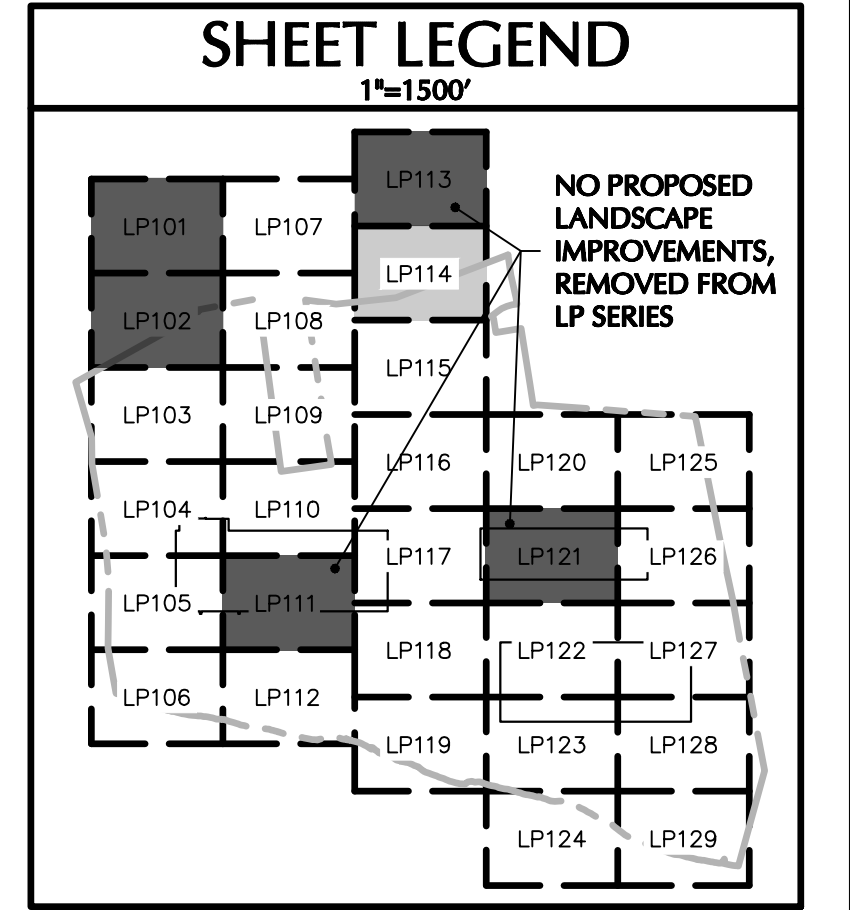 SHEET LEGEND
1"=1500'
LP113
NO PROPOSED
LANDSCAPE
IMPROVEMENTS,
REMOVED FROM
LP SERIES
LP101
LP107
LP114
LP102
LP108
LP115
LP103
LP109
LP116
LP120
LP125
LP104
LP110
LP117
LP121
LP126
LP105
LP111
LP118
LP122
LP127
LP106
LP112
LP119
LP123
LP128
LP124
LP129